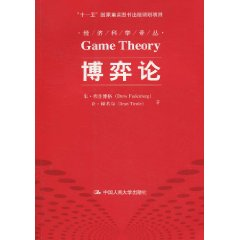 "十一五"国家重点图书出版规划项目
·经·济·科·学·译·丛·
Game Theory
博弈论
朱·弗登博格 (Drew Fudenberg)
让·梯若尔 (Jean Tirole)
著
中国人民大学出版社